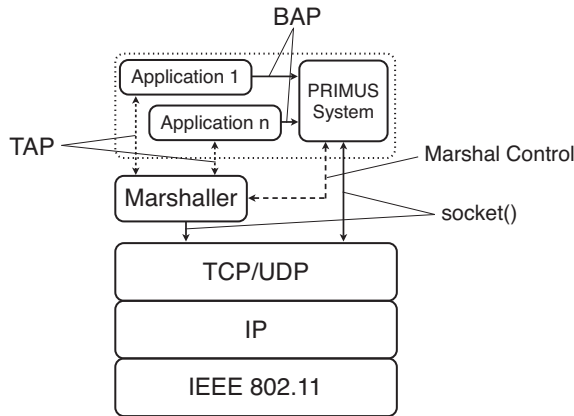 BAP
Application 1
PRIMUS
System
Application n
TAP
Marshal Control
Marshaller
socket()
TCP/UDP
IP
IEEE 802.11